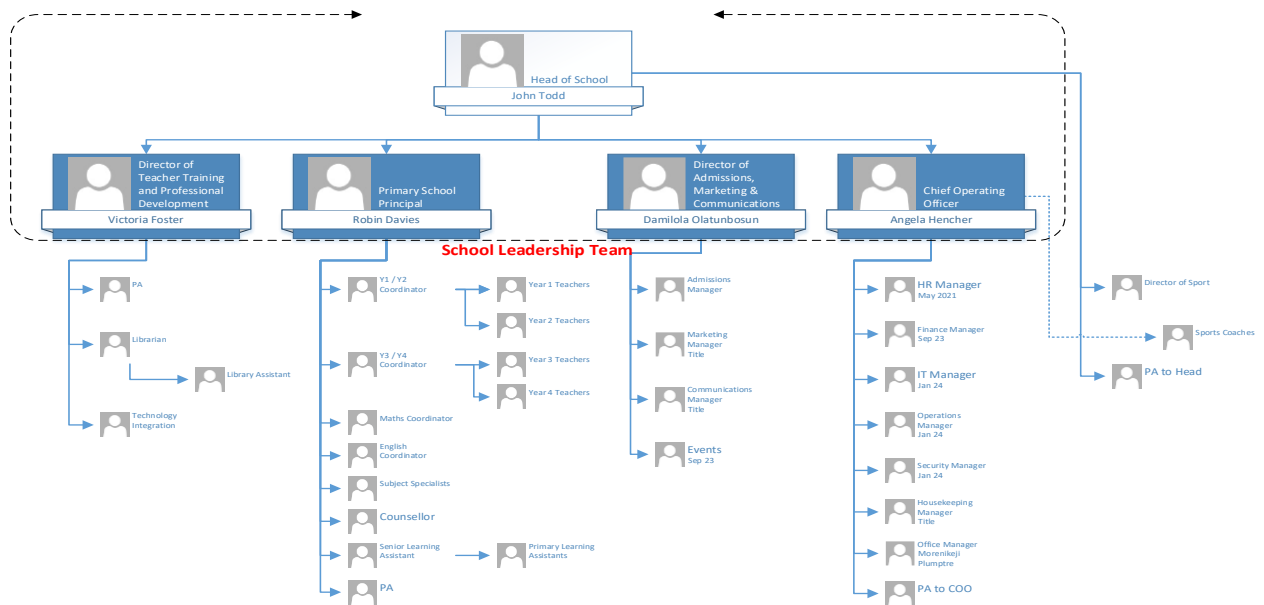 Head of School
John Todd
Director of
Teacher Training
and Professional
Development
Victoria Foster
Primary School
Principal
Robin Davies
Director of
Admissions,
Marketing &
Communications
Damilola Olatunbosun
Chief Operating
Officer
Angela Hencher
School Leadership Team
PA
Librarian
Library Assistant
Technology
Integration
Y1 / Y2
Coordinator
Year 1 Teachers
Year 2 Teachers
Y3 / Y4
Coordinator
Year 3 Teachers
Year 4 Teachers
Maths Coordinator
English
Coordinator
Subject Specialists
Counsellor
Senior Learning
Assistant
Primary Learning
Assistants
PA
Admissions
Manager
Marketing
Manager
Title
Communications
Manager
Title
Events
Sep 23
HR Manager
May 2021
Finance Manager
Sep 23
IT Manager
Jan 24
Operations
Manager
Jan 24
Security Manager
Jan 24
Housekeeping
Manager
Title
Office Manager
Morenikeji
Plumptre
PA to COO
Director of Sport
Sports Coaches
PA to Head